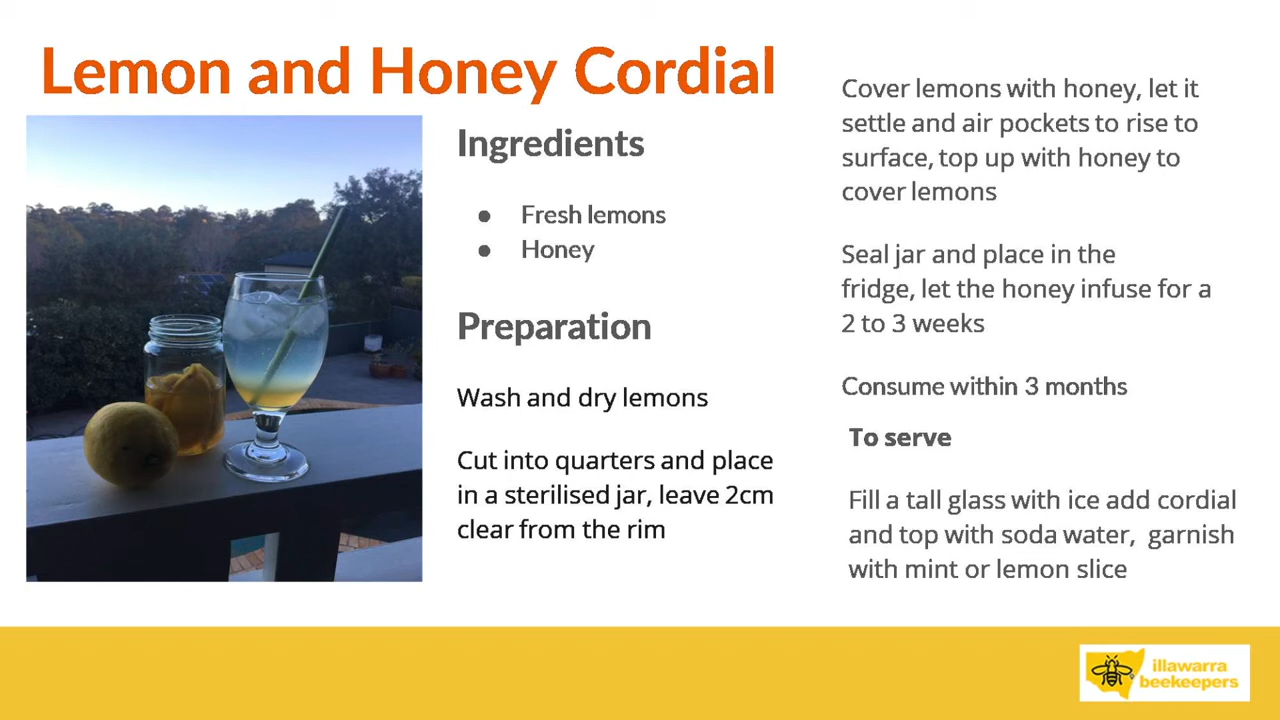 Lemon and Honey Cordial
Ingredients
● Fresh lemons
● Honey
Preparation
Wash and dry lemons
Cut into quarters and place
in a sterilised jar, leave 2cm
clear from the rim
Cover lemons with honey, let it
settle and air pockets to rise to
surface, top up with honey to
cover lemons
Seal jar and place in the
fridge, let the honey infuse for a
2 to 3 weeks
Consume within 3 months
To serve
Fill a tall glass with ice add cordial
and top with soda water,  garnish
with mint or lemon slice
illawarra
beekeepers